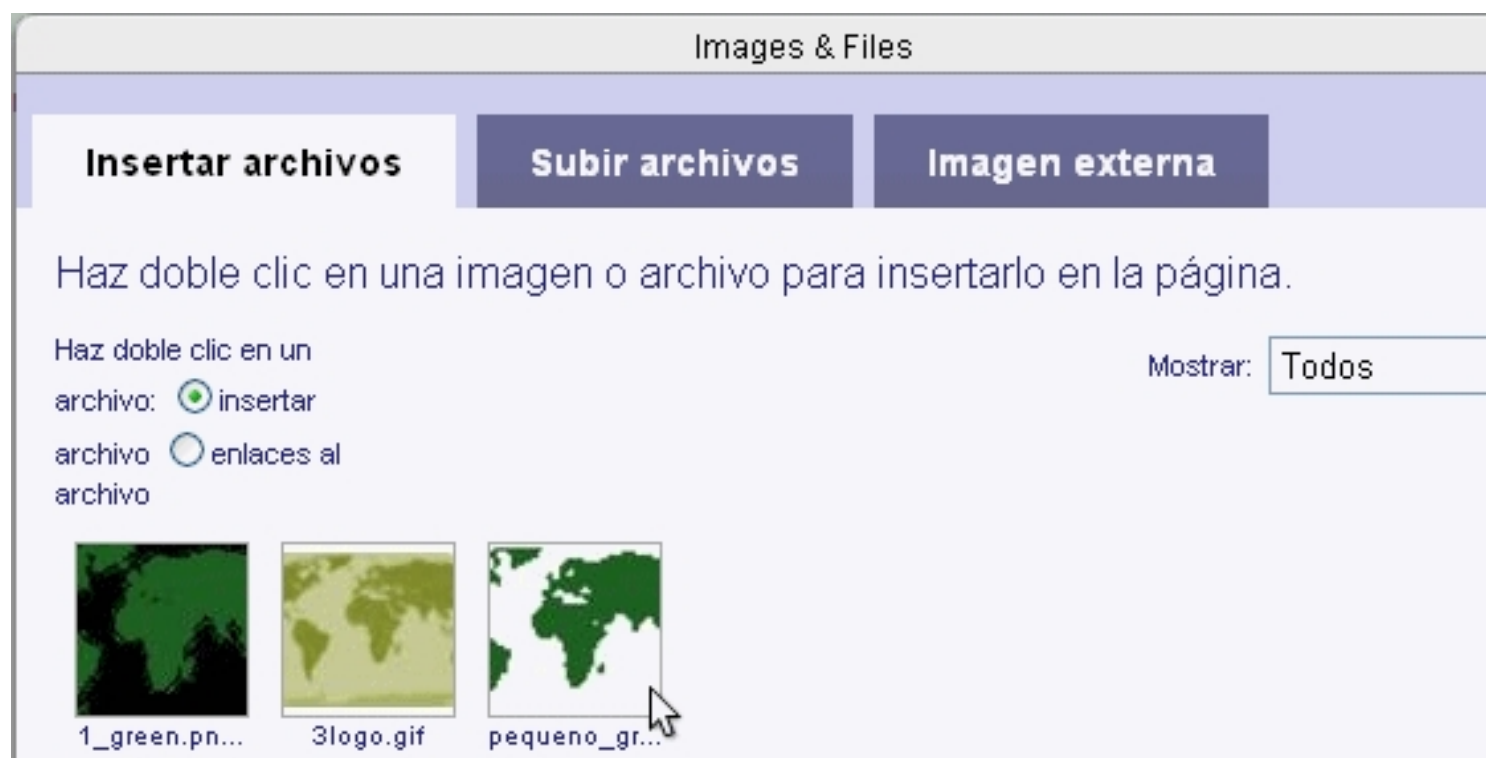 Images & Files
Insertar archivos Subir archivos Imagen externa
Haz doble clic en una imagen o archivo para insertarlo en la página.
Haz doble clic en un
archivo: insertar
archivo enlaces al
archivo
Mostrar: Todos
1_green.pn... 3logo.gif pequeno_gr...